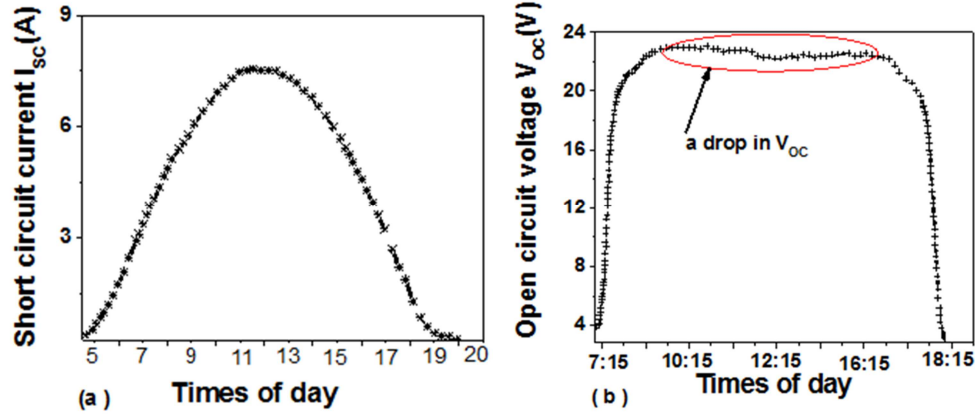 Short circuit current I_SC(A)
9
6
3
5 7 9 11 13 15 17 19 20
Times of day
(a )
Open circuit voltage V_OC(V)
24
20
16
12
8
4
a drop in V_OC
7:15 10:15 12:15 16:15 18:15
Times of day
( b )